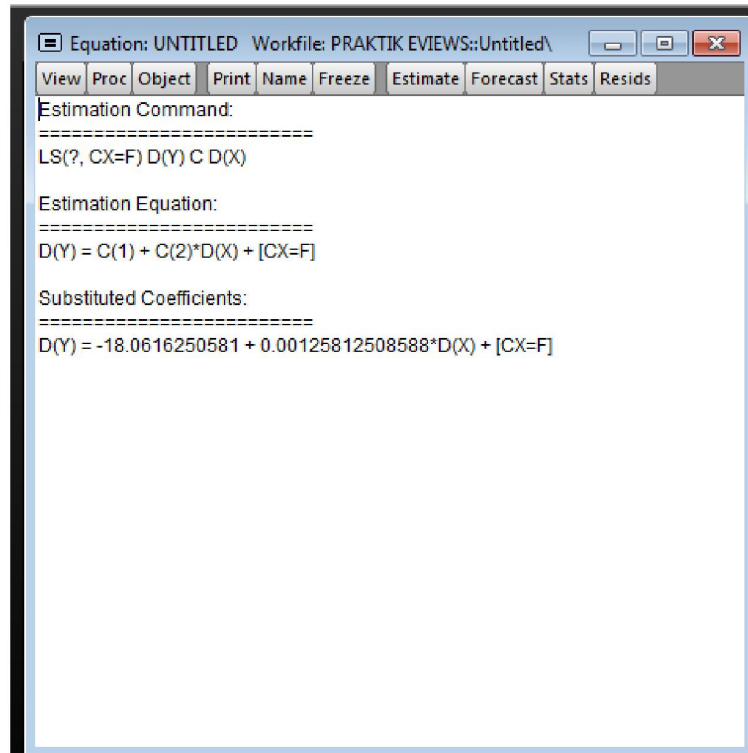 Equation: UNTITLED Workfile: PRAKTIK EVIEWS::Untitled\
View Proc Object Print Name Freeze Estimate Forecast Stats Resids
Estimation Command:
=========================
LS(?, CX=F) D(Y) C D(X)
Estimation Equation:
=========================
D(Y) = C(1) + C(2)*D(X) + [CX=F]
Substituted Coefficients:
=========================
D(Y) = -18.0616250581 + 0.00125812508588*D(X) + [CX=F]